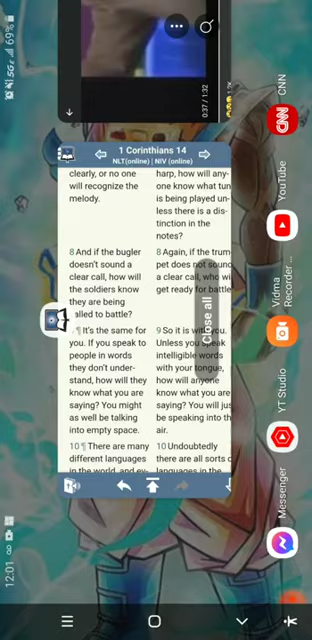 1 Corinthians 14
NLT(online) | NIV (online)
clearly, or no one
will recognize the
melody.
8 And if the bugler
doesn't sound a
clear call, how will
the soldiers know
they are being
alled to battle?
¶ It's the same for
you. If you speak to
people in words
they don't under-
stand, how will they
know what you are
saying? You might
as well be talking
into empty space.
10 ¶ There are many
different languages
in the world, and ev-
harp, how will any-
one know what tun
is being played un-
less there is a dis-
tinction in the
notes?
8 Again, if the trum
pet does not sound
a clear call, who wi
get ready for battle
9 So it is with you.
Unless you speak
intelligible words
with your tongue,
how will anyone
know what you are
saying? You will jus
be speaking into th
air.
10 Undoubtedly
there are all sorts o
languages in the
Close all
0:37 / 1:32
1.2K
12:01
5G
69%
CNN
YouTube
Vidma
Recorder ...
YT Studio
Messenger